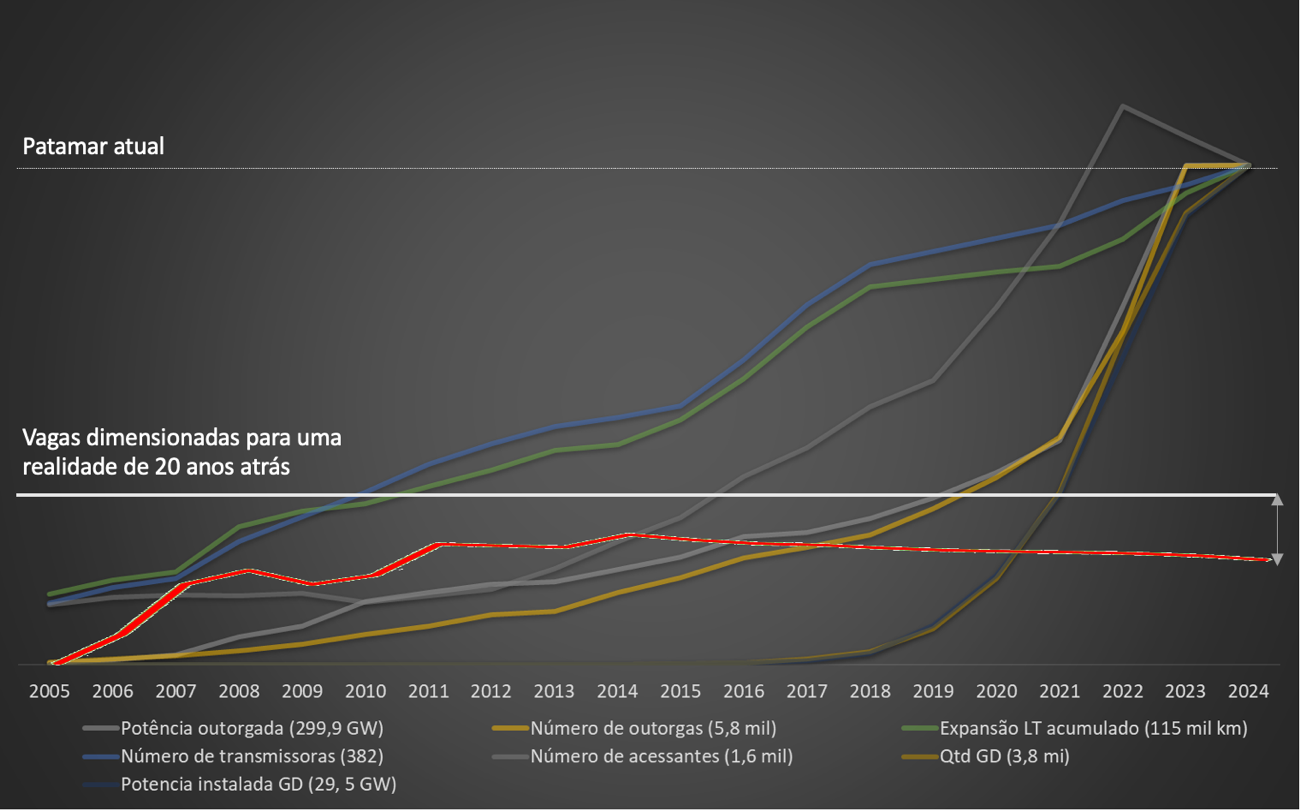 Patamar atual
Vagas dimensionadas para uma
realidade de 20 anos atrás
2005 2006 2007 2008 2009 2010 2011 2012 2013 2014 2015 2016 2017 2018 2019 2020 2021 2022 2023 2024
Potência outorgada (299,9 GW) Número de outorgas (5,8 mil) Expansão LT acumulado (115 mil km)
Número de transmissoras (382) Número de acessantes (1,6 mil) Qtd GD (3,8 mi)
Potencia instalada GD (29, 5 GW)